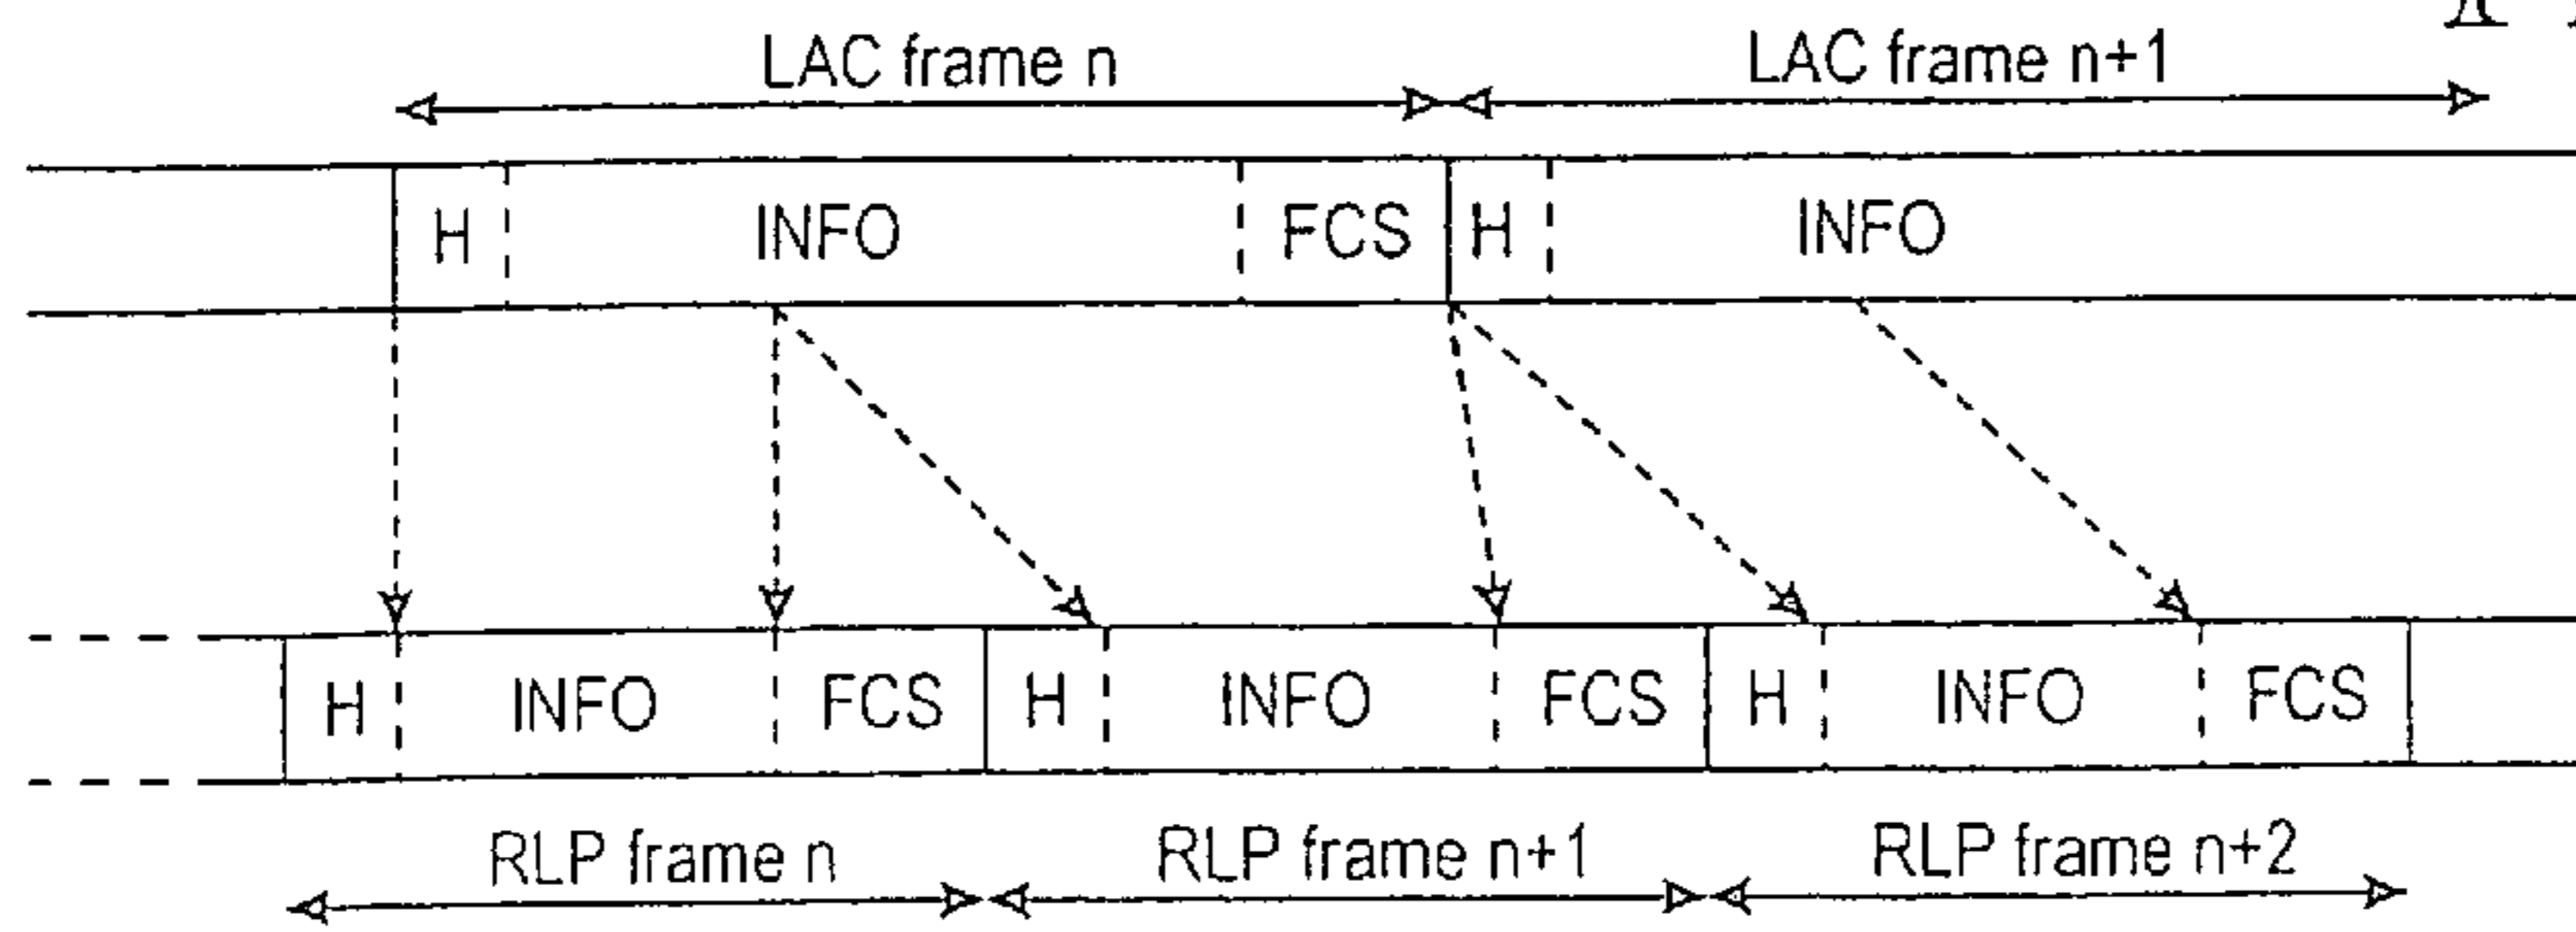 LAC frame n LAC frame n+1
H INFO FCS H INFO
H INFO FCS H INFO FCS H INFO FCS
RLP frame n RLP frame n+1 RLP frame n+2